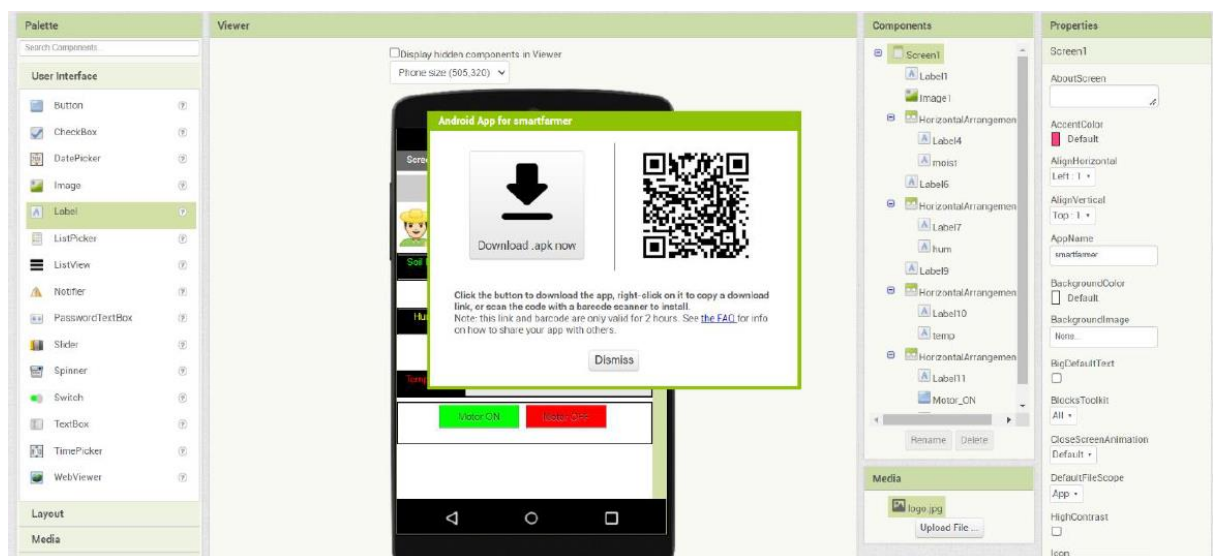 Palette
Search Components...
User Interface
Button
CheckBox
DatePicker
Image
Label
ListPicker
ListView
Notifier
PasswordTextBox
Slider
Spinner
Switch
TextBox
TimePicker
WebViewer
Layout
Media
Viewer
Display hidden components in Viewer
Phone size (505,320)
Scree
Soil
Hu
Temp
Motor ON Motor OFF
Android App for smartfarmer
Download .apk now
Click the button to download the app, right-click on it to copy a download
link, or scan the code with a barcode scanner to install.
Note: this link and barcode are only valid for 2 hours. See the FAQ for info
on how to share your app with others.
Dismiss
Components
Screen1
Label1
Image1
HorizontalArrangemen
Label4
moist
Label6
HorizontalArrangemen
Label7
hum
Label9
HorizontalArrangemen
Label10
temp
HorizontalArrangemen
Label11
Motor_ON
Rename Delete
Media
logo.jpg
Upload File ...
Properties
Screen1
AboutScreen
AccentColor
Default
AlignHorizontal
Left : 1
AlignVertical
Top : 1
AppName
smartfarmer
BackgroundColor
Default
BackgroundImage
None...
BigDefaultText
BlocksToolkit
All
CloseScreenAnimation
Default
DefaultFileScope
App
HighContrast
Icon